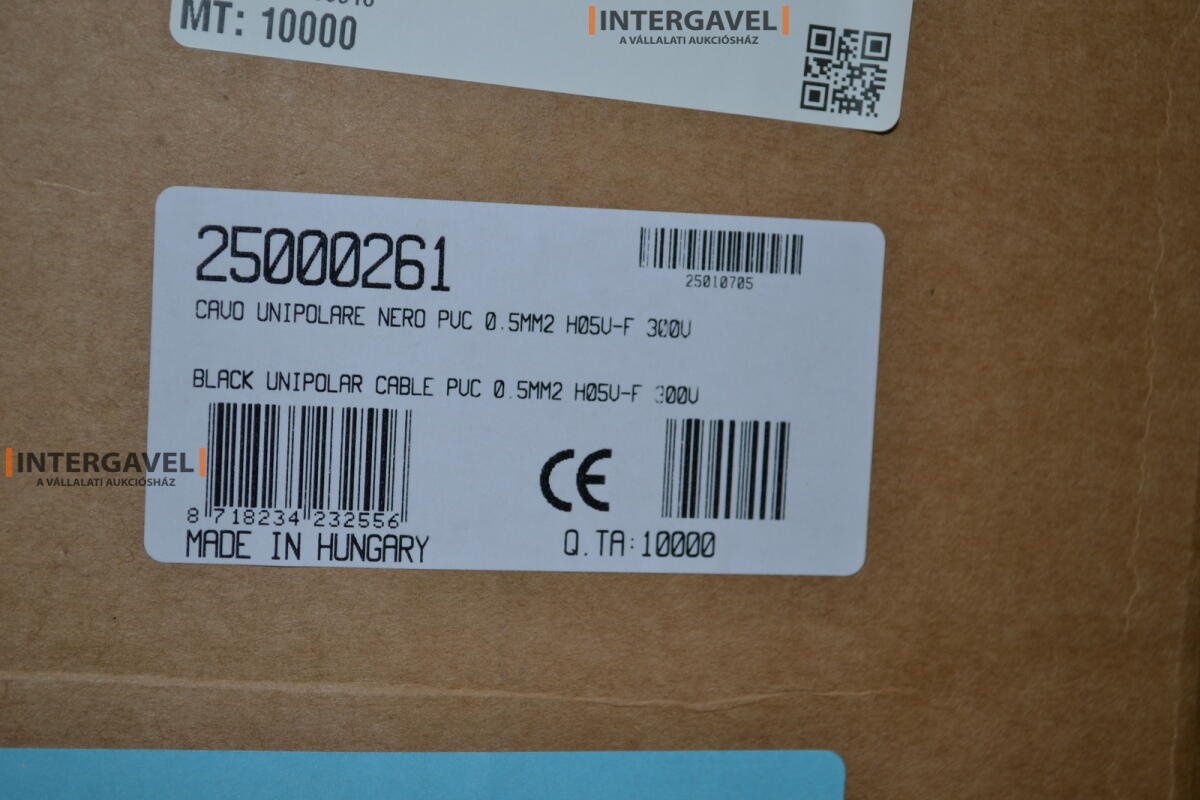 MT: 10000
INTERGAVEL
A VÁLLALATI AUKCIÓSHÁZ
25000261
25010705
CAVO UNIPOLARE NERO PVC 0.5MM2 H05V-F 300V
BLACK UNIPOLAR CABLE PVC 0.5MM2 H05V-F 300V
INTERGAVEL
A VÁLLALATI AUKCIÓSHÁZ
CE
8 718234 232556
MADE IN HUNGARY
Q.TA:10000